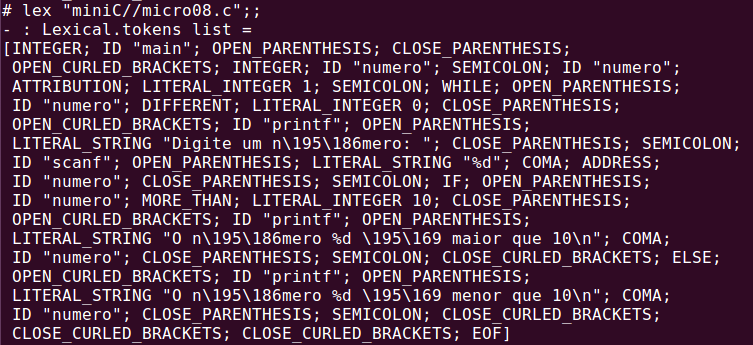 # lex "miniC//micro08.c";;
- : Lexical.tokens list =
[INTEGER; ID "main"; OPEN_PARENTHESIS; CLOSE_PARENTHESIS;
OPEN_CURLED_BRACKETS; INTEGER; ID "numero"; SEMICOLON; ID "numero";
ATTRIBUTION; LITERAL_INTEGER 1; SEMICOLON; WHILE; OPEN_PARENTHESIS;
ID "numero"; DIFFERENT; LITERAL_INTEGER 0; CLOSE_PARENTHESIS;
OPEN_CURLED_BRACKETS; ID "printf"; OPEN_PARENTHESIS;
LITERAL_STRING "Digite um n\195\186mero: "; CLOSE_PARENTHESIS; SEMICOLON;
ID "scanf"; OPEN_PARENTHESIS; LITERAL_STRING "%d"; COMA; ADDRESS;
ID "numero"; CLOSE_PARENTHESIS; SEMICOLON; IF; OPEN_PARENTHESIS;
ID "numero"; MORE_THAN; LITERAL_INTEGER 10; CLOSE_PARENTHESIS;
OPEN_CURLED_BRACKETS; ID "printf"; OPEN_PARENTHESIS;
LITERAL_STRING "O n\195\186mero %d \195\169 maior que 10\n"; COMA;
ID "numero"; CLOSE_PARENTHESIS; SEMICOLON; CLOSE_CURLED_BRACKETS; ELSE;
OPEN_CURLED_BRACKETS; ID "printf"; OPEN_PARENTHESIS;
LITERAL_STRING "O n\195\186mero %d \195\169 menor que 10\n"; COMA;
ID "numero"; CLOSE_PARENTHESIS; SEMICOLON; CLOSE_CURLED_BRACKETS;
CLOSE_CURLED_BRACKETS; CLOSE_CURLED_BRACKETS; EOF]